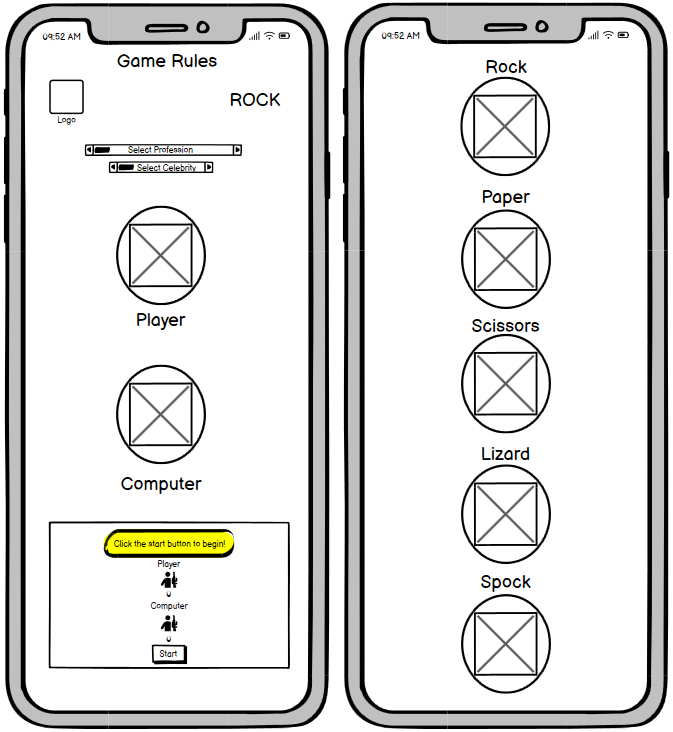 09:52 AM
Game Rules
Logo
ROCK
Select Profession
Select Celebrity
Player
Computer
Click the start button to begin!
Player
0
Computer
0
Start
09:52 AM
Rock
Paper
Scissors
Lizard
Spock